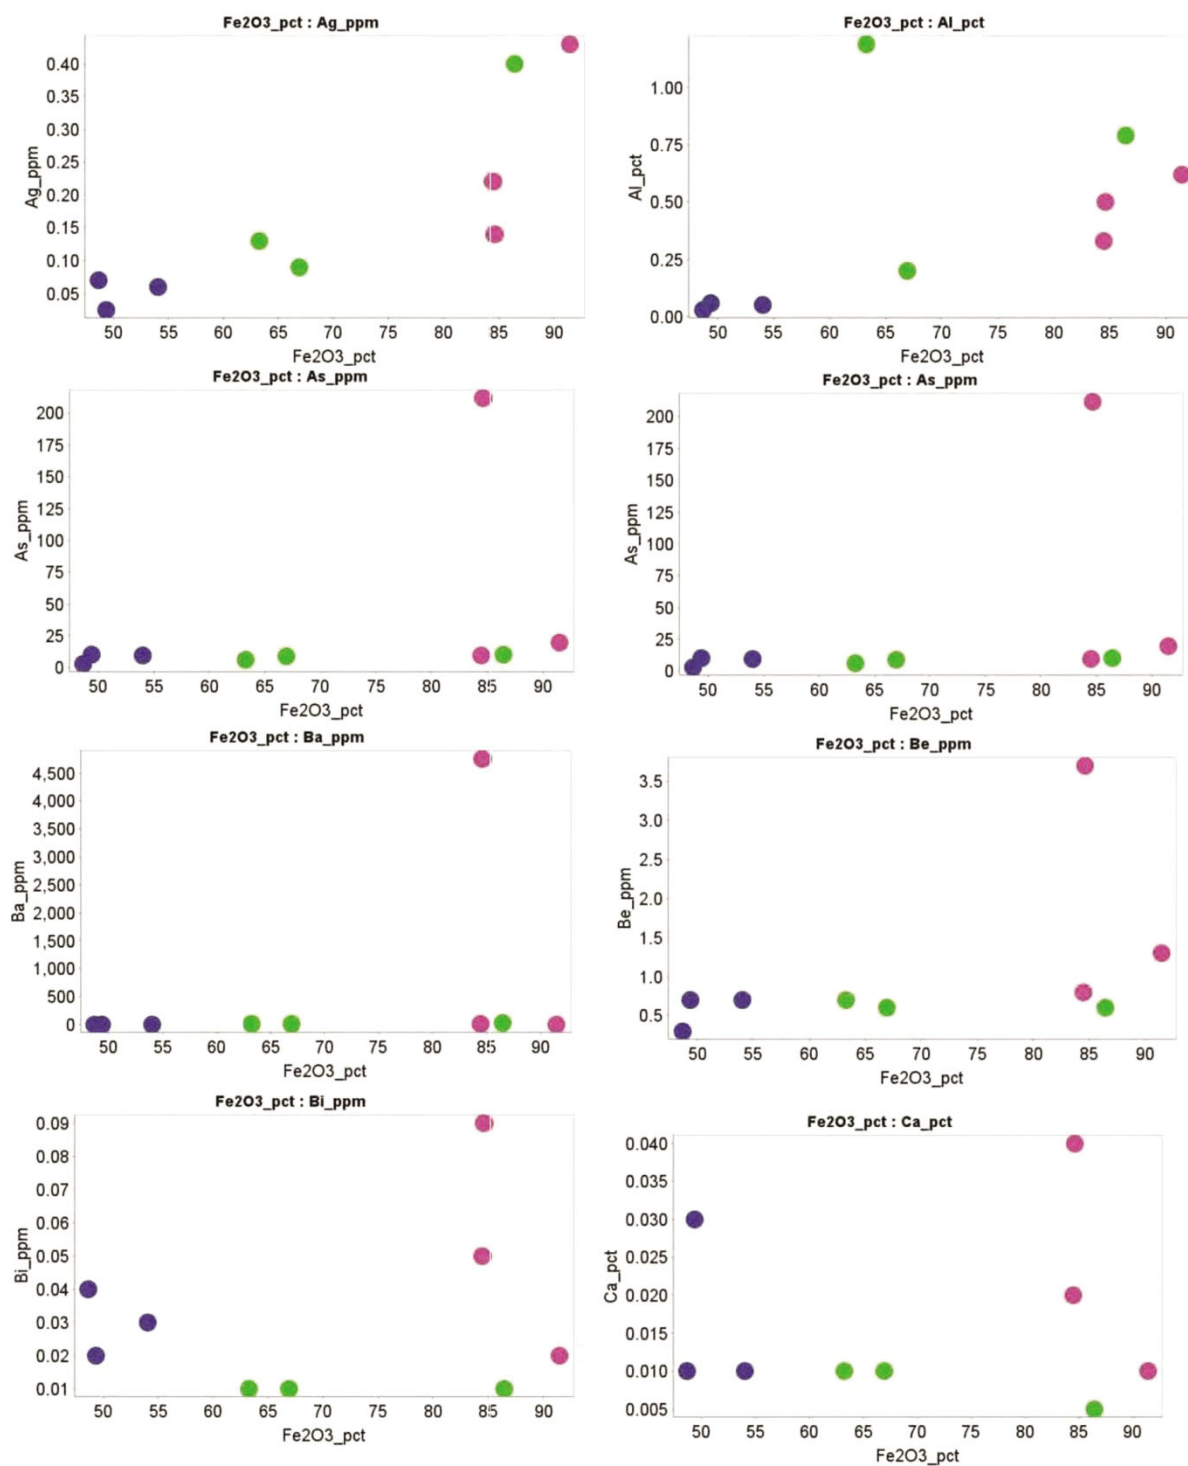 Fe2O3_pct : Ag_ppm
0.40
0.35
0.30
0.25
0.20
0.15
0.10
0.05
Ag_ppm
50 55 60 65 70 75 80 85 90
Fe2O3_pct
Fe2O3_pct : Al_pct
1.00
0.75
0.50
0.25
0.00
Al_pct
50 55 60 65 70 75 80 85 90
Fe2O3_pct
Fe2O3_pct : As_ppm
200
175
150
125
100
75
50
25
0
As_ppm
50 55 60 65 70 75 80 85 90
Fe2O3_pct
Fe2O3_pct : As_ppm
200
175
150
125
100
75
50
25
0
As_ppm
50 55 60 65 70 75 80 85 90
Fe2O3_pct
Fe2O3_pct : Ba_ppm
4,500
4,000
3,500
3,000
2,500
2,000
1,500
1,000
500
0
Ba_ppm
50 55 60 65 70 75 80 85 90
Fe2O3_pct
Fe2O3_pct : Be_ppm
3.5
3.0
2.5
2.0
1.5
1.0
0.5
Be_ppm
50 55 60 65 70 75 80 85 90
Fe2O3_pct
Fe2O3_pct : Bi_ppm
0.09
0.08
0.07
0.06
0.05
0.04
0.03
0.02
0.01
Bi_ppm
50 55 60 65 70 75 80 85 90
Fe2O3_pct
Fe2O3_pct : Ca_pct
0.040
0.035
0.030
0.025
0.020
0.015
0.010
0.005
Ca_pct
50 55 60 65 70 75 80 85 90
Fe2O3_pct